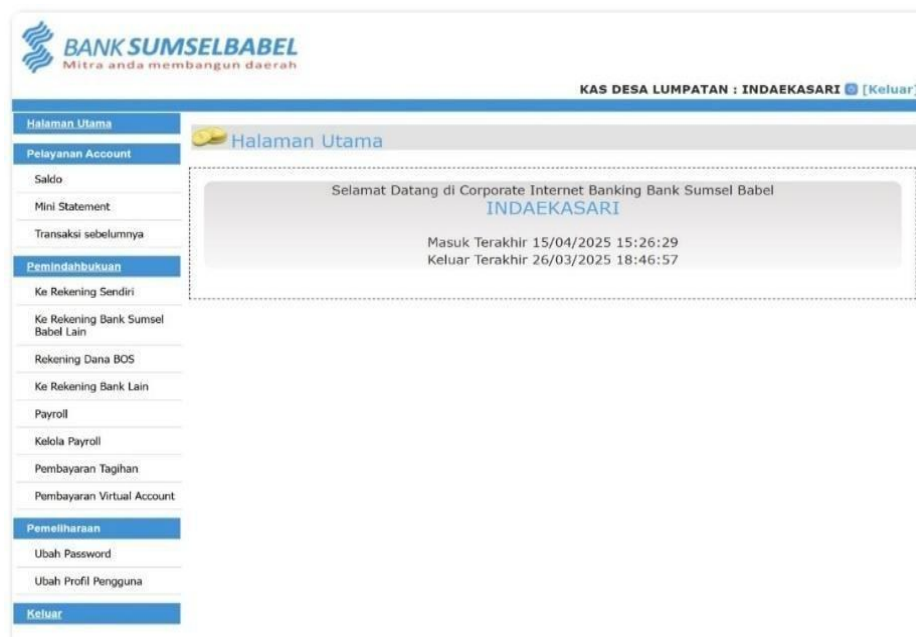 BANK SUMSELBABEL
Mitra anda membangun daerah
KAS DESA LUMPATAN : INDAEKASARI [Keluar]
Halaman Utama
Pelayanan Account
Saldo
Mini Statement
Transaksi sebelumnya
Pemindahbukuan
Ke Rekening Sendiri
Ke Rekening Bank Sumsel
Babel Lain
Rekening Dana BOS
Ke Rekening Bank Lain
Payroll
Kelola Payroll
Pembayaran Tagihan
Pembayaran Virtual Account
Pemeliharaan
Ubah Password
Ubah Profil Pengguna
Keluar
Halaman Utama
Selamat Datang di Corporate Internet Banking Bank Sumsel Babel
INDAEKASARI
Masuk Terakhir 15/04/2025 15:26:29
Keluar Terakhir 26/03/2025 18:46:57